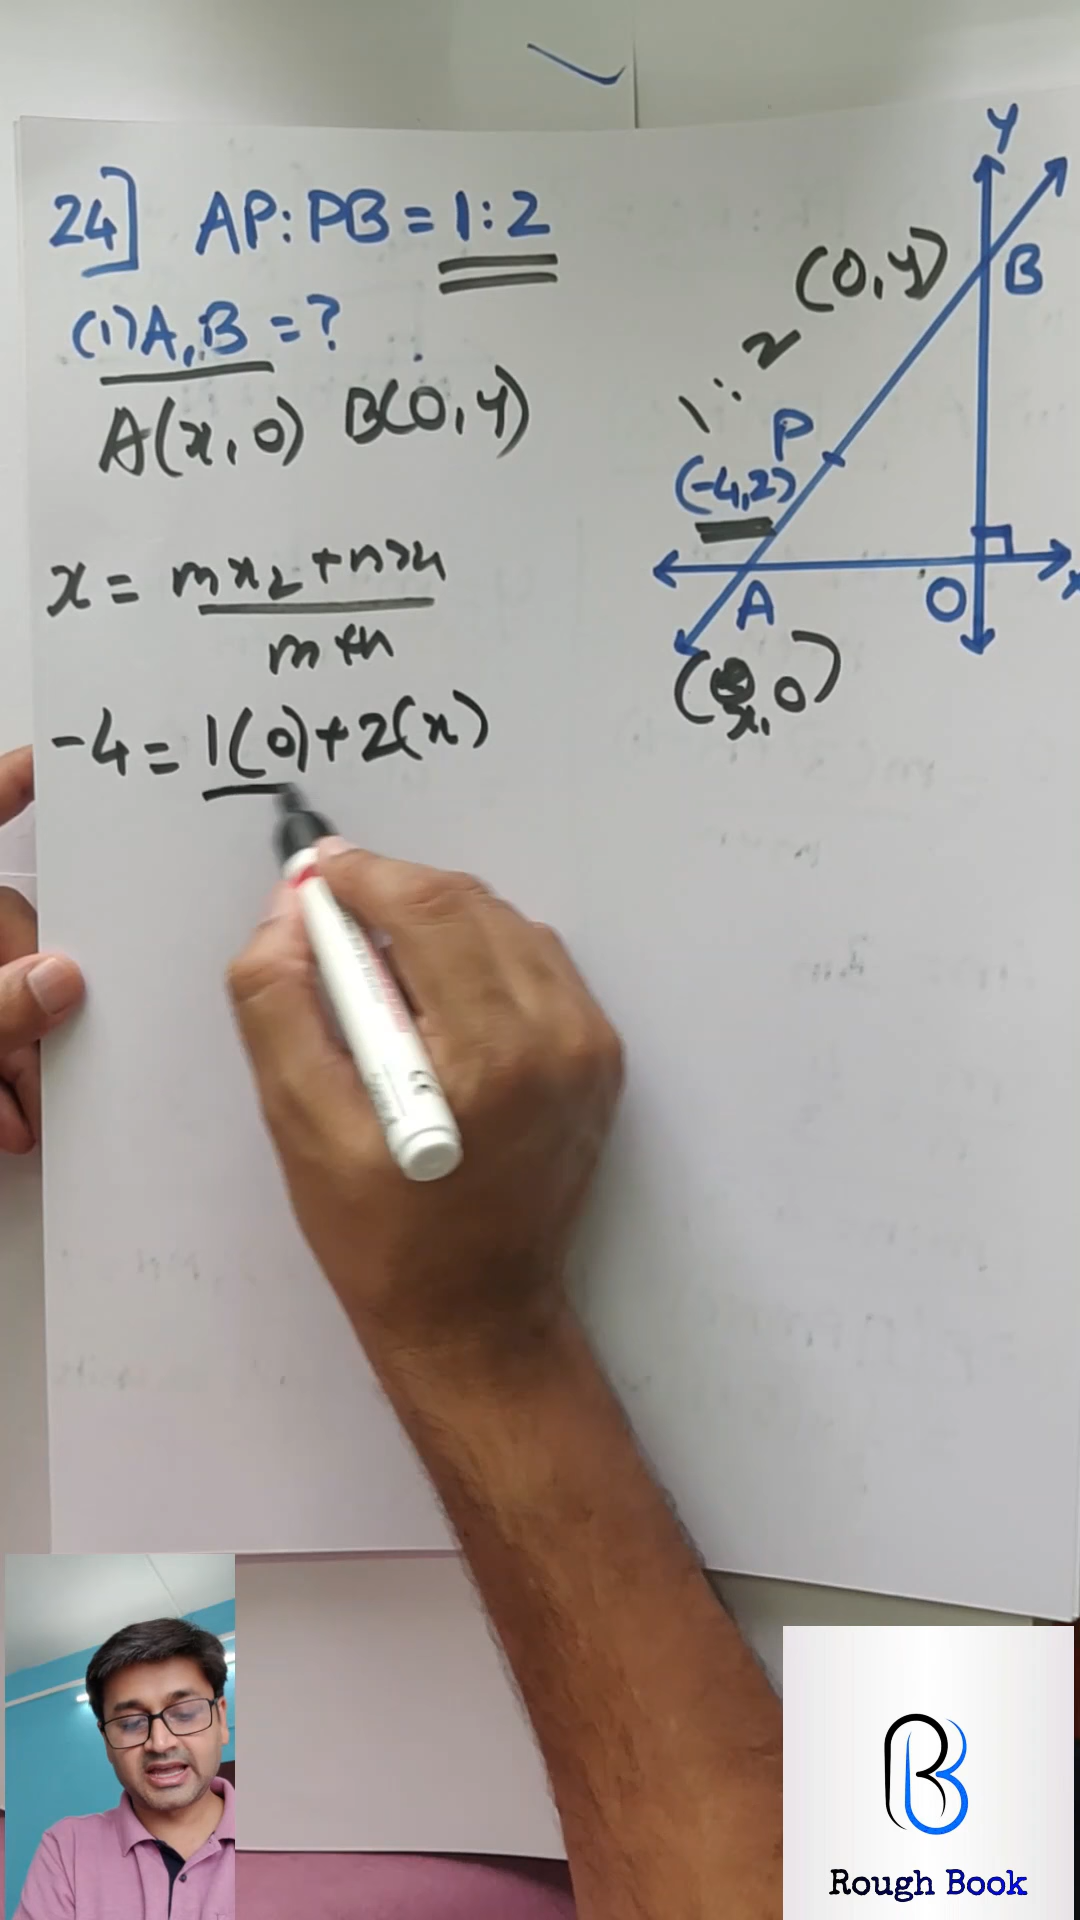 24] AP:PB = 1:2
(1) A, B = ?
A(x, 0) B(0, y)
x = mx₂ + nx₁
m+n
-4 = 1(0)+2(x)
Y
(0, y)
B
1:2
P
(-4,2)
A
O
X
(x, 0)
B
Rough Book